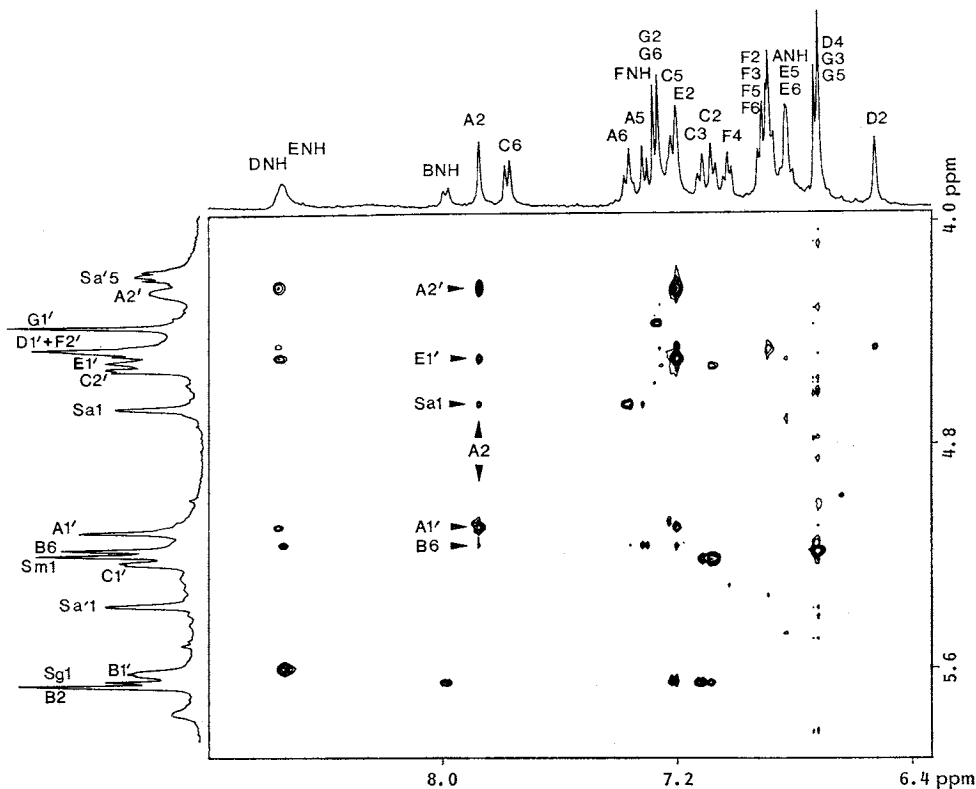 G2
G6
FNH
C5
E2
F2
F3
F5
F6
ANH
E5
E6
D4
G3
G5
D2
A2
C6
A6
A5
C3
C2
F4
DNH
ENH
BNH
4.0 ppm
Sa'5
A2'
G1'
D1'+F2'
E1'
C2'
Sa1
A1'
B6
Sm1
C1'
Sa'1
Sg1
B1'
B2
A2'
E1'
Sa1
A2
A1'
B6
4.8
5.6
8.0
7.2
6.4 ppm